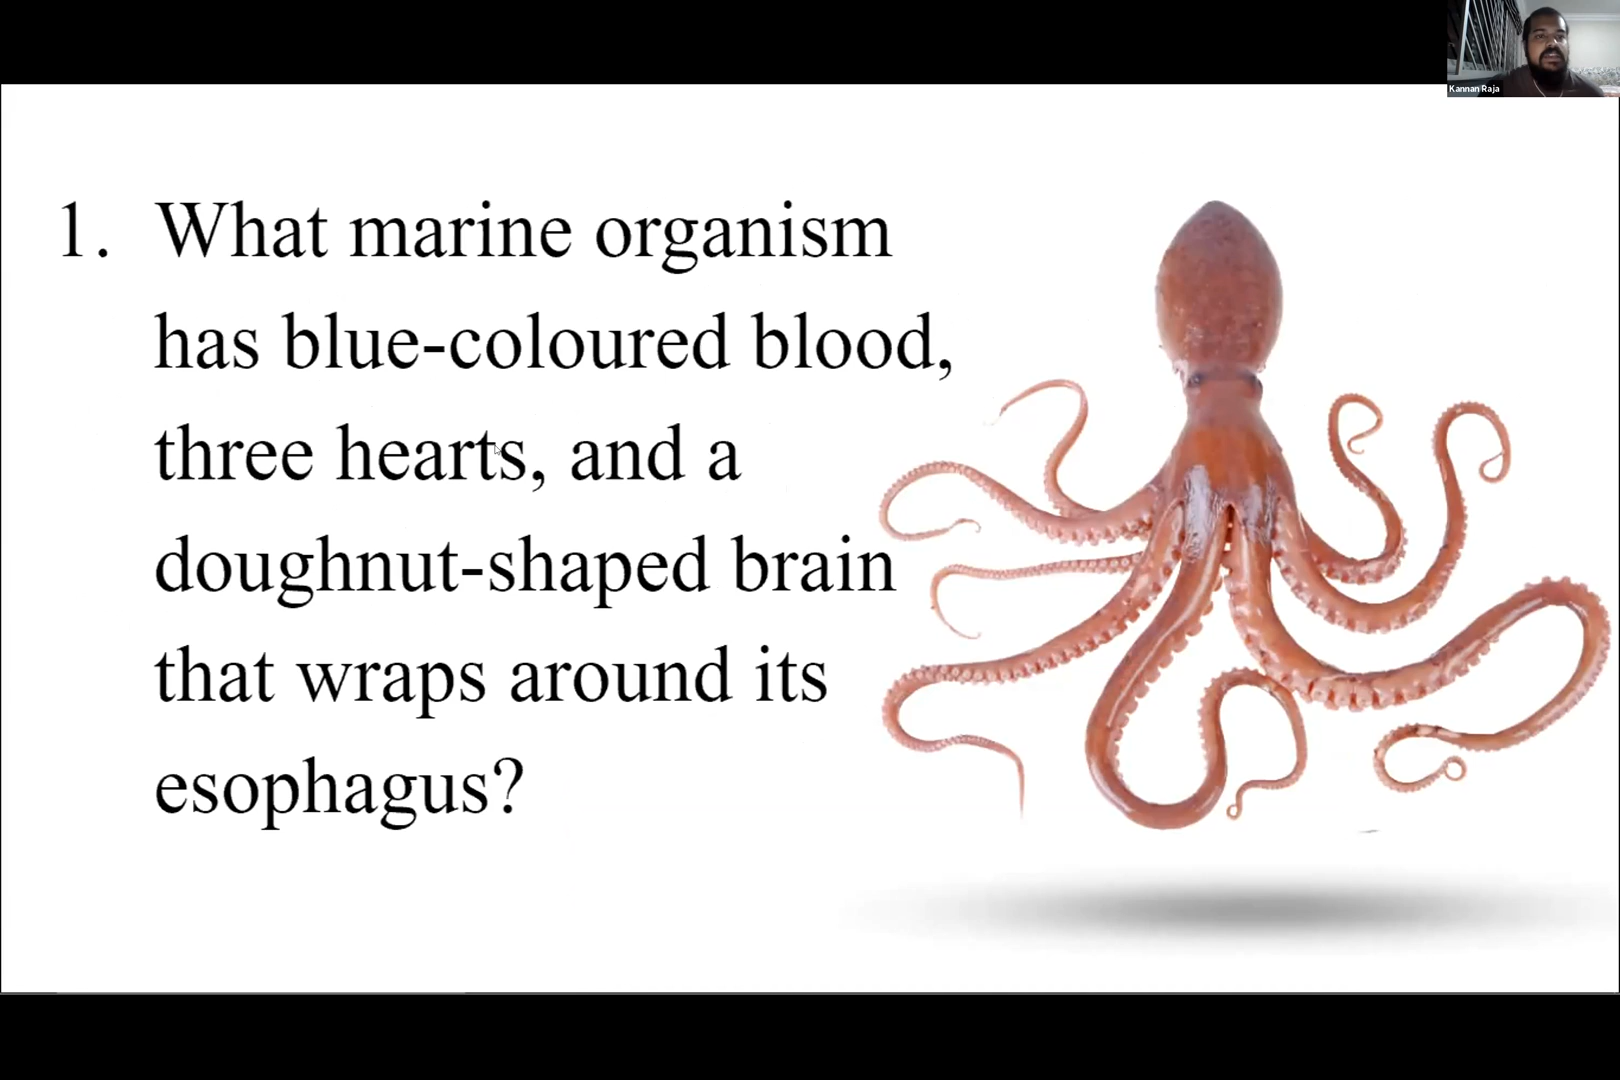 Kannan Raja
1. What marine organism
has blue-coloured blood,
three hearts, and a
doughnut-shaped brain
that wraps around its
esophagus?